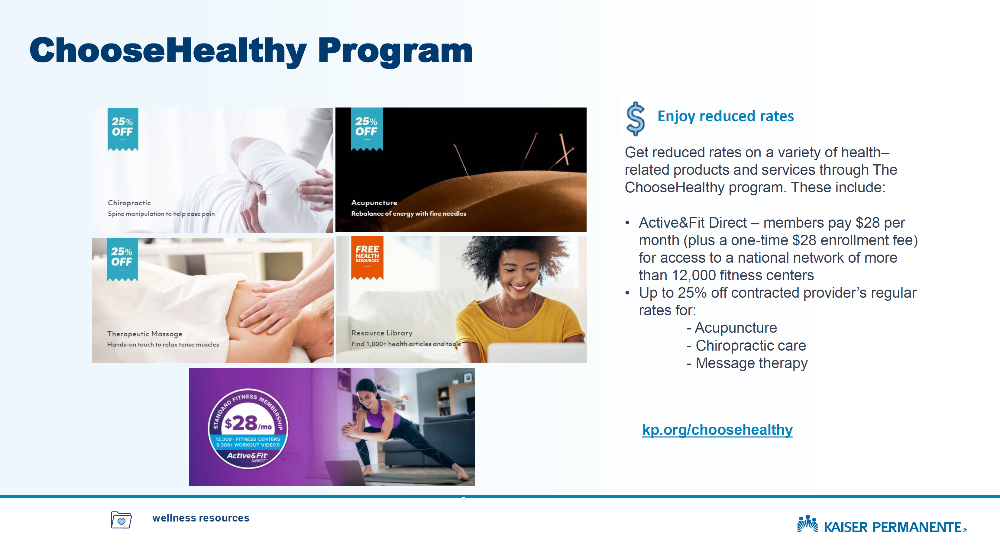 ChooseHealthy Program
25%
OFF
Chiropractic
Spine manipulation to help ease pain
25%
OFF
Acupuncture
Rebalance of energy with fine needles
25%
OFF
Therapeutic Massage
Hands-on touch to relax tense muscles
FREE
HEALTH
RESOURCES
Resource Library
Find 1,000+ health articles and tools
STANDARD FITNESS MEMBERSHIP
$28/mo
12,200+ FITNESS CENTERS
9,300+ WORKOUT VIDEOS
Active&Fit
DIRECT™
TM
$ Enjoy reduced rates
Get reduced rates on a variety of health–
related products and services through The
ChooseHealthy program. These include:
• Active&Fit Direct – members pay $28 per
month (plus a one-time $28 enrollment fee)
for access to a national network of more
than 12,000 fitness centers
• Up to 25% off contracted provider’s regular
rates for:
- Acupuncture
- Chiropractic care
- Message therapy
kp.org/choosehealthy
wellness resources
KAISER PERMANENTE®